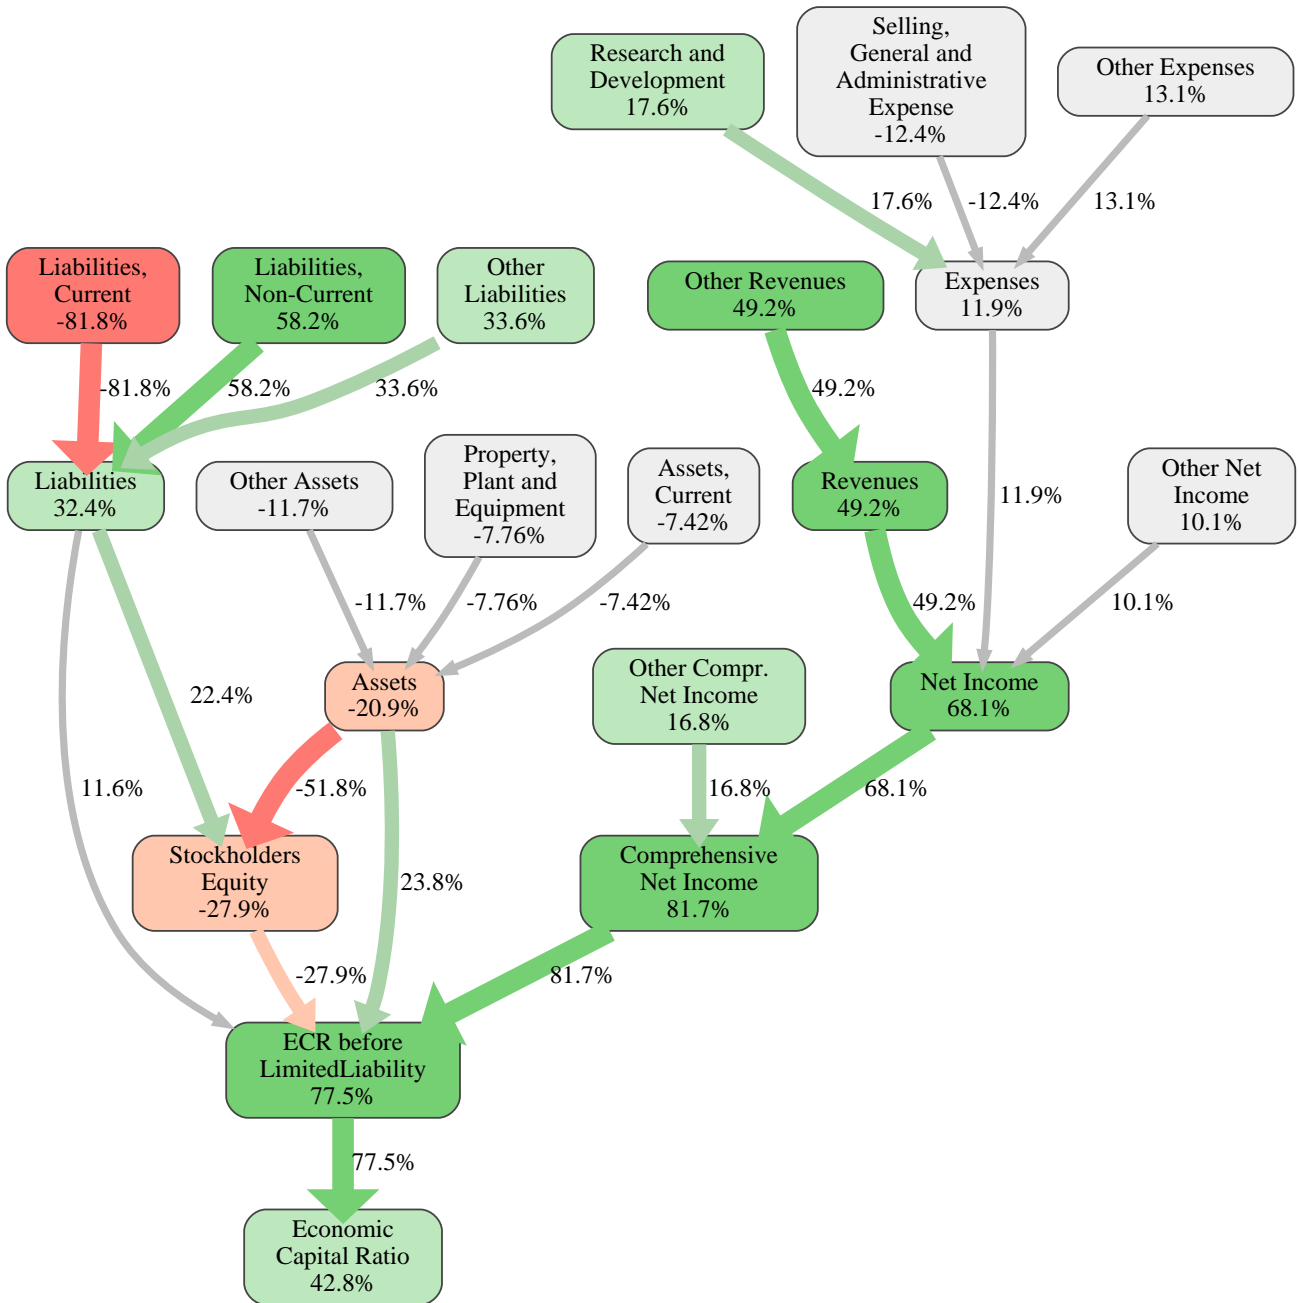 Research and
Development
17.6%
Selling,
General and
Administrative
Expense
-12.4%
Other Expenses
13.1%
17.6%
-12.4%
13.1%
Liabilities,
Current
-81.8%
Liabilities,
Non-Current
58.2%
Other
Liabilities
33.6%
Other Revenues
49.2%
Expenses
11.9%
-81.8%
58.2%
33.6%
49.2%
Liabilities
32.4%
Other Assets
-11.7%
Property,
Plant and
Equipment
-7.76%
Assets,
Current
-7.42%
Revenues
49.2%
11.9%
Other Net
Income
10.1%
-11.7%
-7.76%
-7.42%
49.2%
10.1%
22.4%
Assets
-20.9%
Other Compr.
Net Income
16.8%
Net Income
68.1%
11.6%
-51.8%
16.8%
68.1%
Stockholders
Equity
-27.9%
23.8%
Comprehensive
Net Income
81.7%
-27.9%
81.7%
ECR before
LimitedLiability
77.5%
77.5%
Economic
Capital Ratio
42.8%